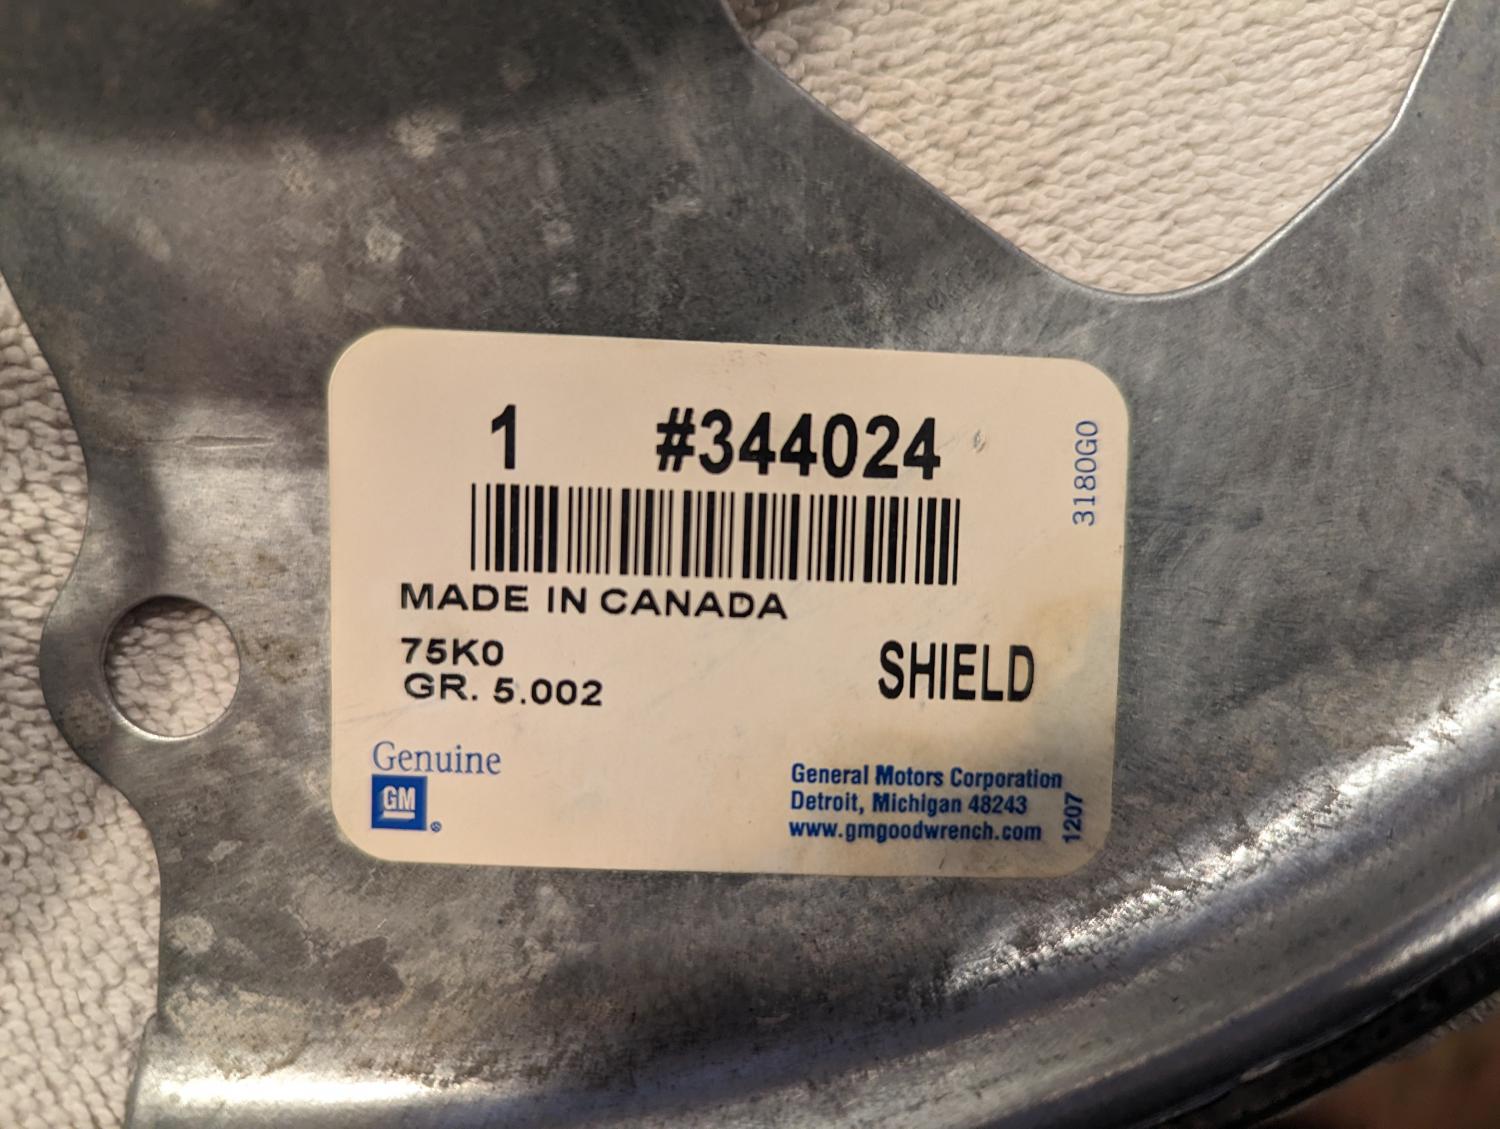 1 #344024
3180G0
MADE IN CANADA
75K0
GR. 5.002
SHIELD
Genuine
GM
®
General Motors Corporation
Detroit, Michigan 48243
www.gmgoodwrench.com
1207